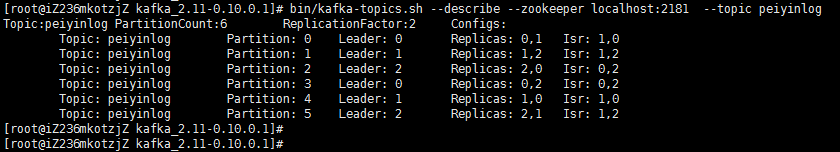 [root@iZ236mkotzjZ kafka_2.11-0.10.0.1]# bin/kafka-topics.sh --describe --zookeeper localhost:2181  --topic peiyinlog
Topic:peiyinlog PartitionCount:6        ReplicationFactor:2     Configs:
        Topic: peiyinlog        Partition: 0    Leader: 0       Replicas: 0,1   Isr: 1,0
        Topic: peiyinlog        Partition: 1    Leader: 1       Replicas: 1,2   Isr: 1,2
        Topic: peiyinlog        Partition: 2    Leader: 2       Replicas: 2,0   Isr: 0,2
        Topic: peiyinlog        Partition: 3    Leader: 0       Replicas: 0,2   Isr: 0,2
        Topic: peiyinlog        Partition: 4    Leader: 1       Replicas: 1,0   Isr: 1,0
        Topic: peiyinlog        Partition: 5    Leader: 2       Replicas: 2,1   Isr: 1,2
[root@iZ236mkotzjZ kafka_2.11-0.10.0.1]#
[root@iZ236mkotzjZ kafka_2.11-0.10.0.1]#